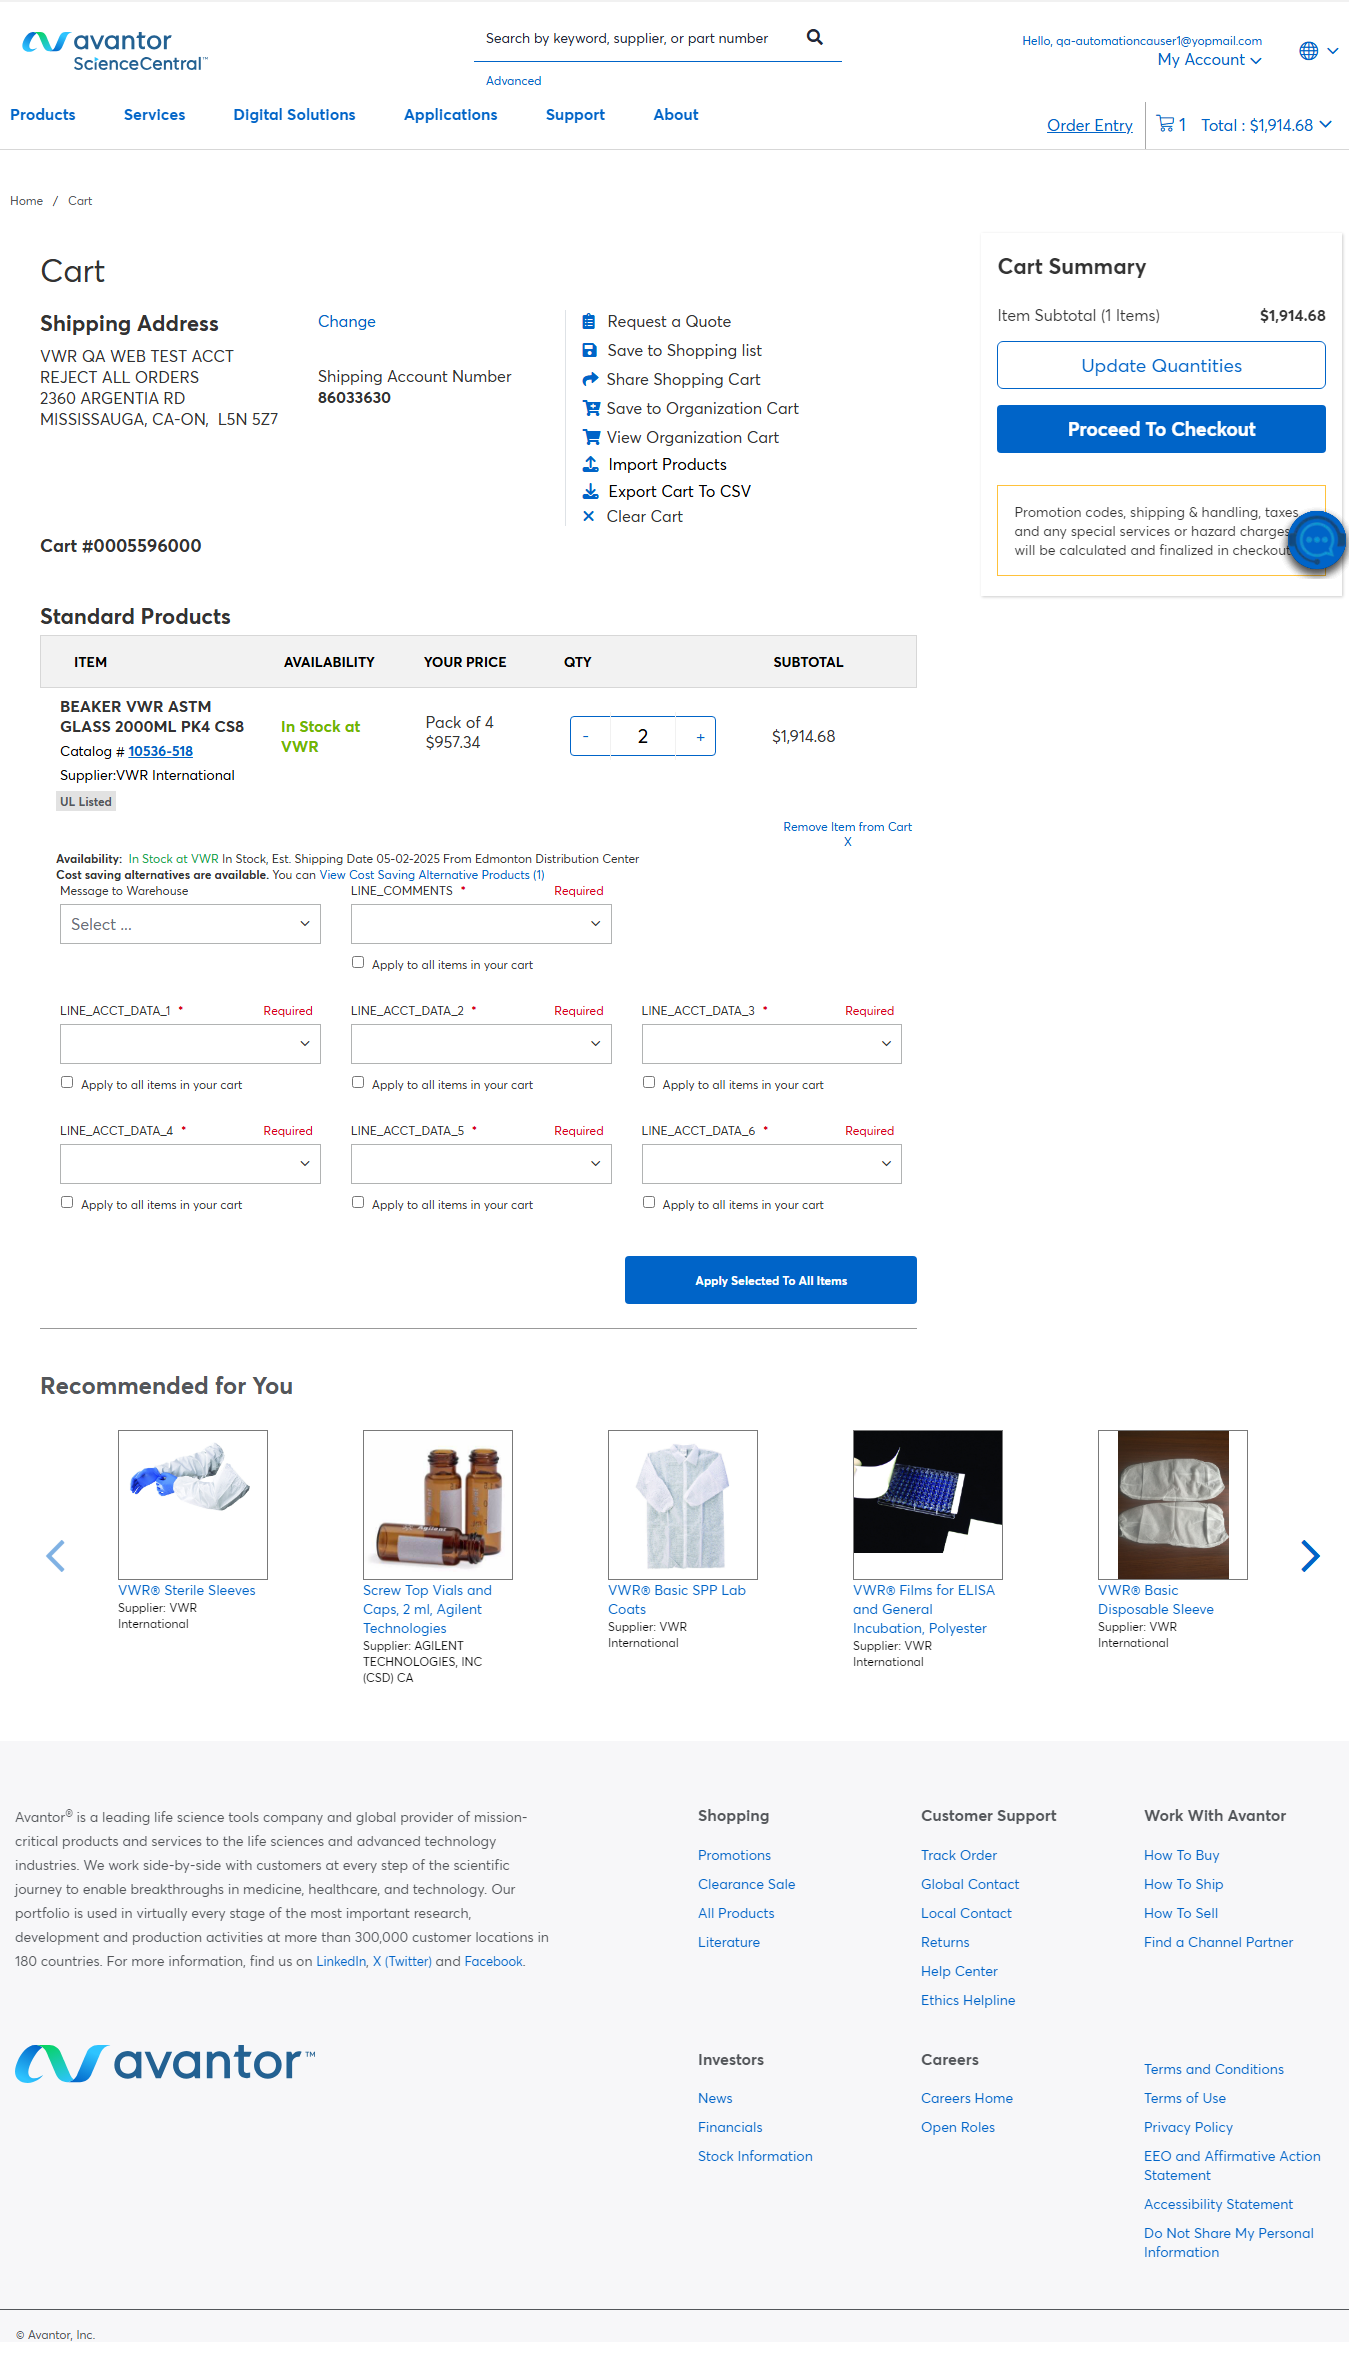 avantor
ScienceCentral™
Search by keyword, supplier, or part number
Advanced
Hello, qa-automationcauser1@yopmail.com
My Account
Products
Services
Digital Solutions
Applications
Support
About
Order Entry
1 Total : $1,914.68
Home / Cart
Cart
Shipping Address
Change
VWR QA WEB TEST ACCT
REJECT ALL ORDERS
2360 ARGENTIA RD
MISSISSAUGA, CA-ON, L5N 5Z7
Shipping Account Number
86033630
Request a Quote
Save to Shopping list
Share Shopping Cart
Save to Organization Cart
View Organization Cart
Import Products
Export Cart To CSV
Clear Cart
Cart #0005596000
Cart Summary
Item Subtotal (1 Items) $1,914.68
Update Quantities
Proceed To Checkout
Promotion codes, shipping & handling, taxes
and any special services or hazard charges
will be calculated and finalized in checkout
Standard Products
ITEM AVAILABILITY YOUR PRICE QTY SUBTOTAL
BEAKER VWR ASTM
GLASS 2000ML PK4 CS8
Catalog # 10536-518
Supplier:VWR International
UL Listed
In Stock at
VWR
Pack of 4
$957.34
- 2 +
$1,914.68
Remove Item from Cart
X
Availability: In Stock at VWR In Stock, Est. Shipping Date 05-02-2025 From Edmonton Distribution Center
Cost saving alternatives are available. You can View Cost Saving Alternative Products (1)
Message to Warehouse
Select ...
LINE_COMMENTS * Required
Apply to all items in your cart
LINE_ACCT_DATA_1 * Required
Apply to all items in your cart
LINE_ACCT_DATA_2 * Required
Apply to all items in your cart
LINE_ACCT_DATA_3 * Required
Apply to all items in your cart
LINE_ACCT_DATA_4 * Required
Apply to all items in your cart
LINE_ACCT_DATA_5 * Required
Apply to all items in your cart
LINE_ACCT_DATA_6 * Required
Apply to all items in your cart
Apply Selected To All Items
Recommended for You
VWR® Sterile Sleeves
Supplier: VWR
International
Agilent
Screw Top Vials and
Caps, 2 ml, Agilent
Technologies
Supplier: AGILENT
TECHNOLOGIES, INC
(CSD) CA
VWR® Basic SPP Lab
Coats
Supplier: VWR
International
VWR® Films for ELISA
and General
Incubation, Polyester
Supplier: VWR
International
VWR® Basic
Disposable Sleeve
Supplier: VWR
International
Avantor® is a leading life science tools company and global provider of mission-
critical products and services to the life sciences and advanced technology
industries. We work side-by-side with customers at every step of the scientific
journey to enable breakthroughs in medicine, healthcare, and technology. Our
portfolio is used in virtually every stage of the most important research,
development and production activities at more than 300,000 customer locations in
180 countries. For more information, find us on LinkedIn, X (Twitter) and Facebook.
avantor™
Shopping
Promotions
Clearance Sale
All Products
Literature
Customer Support
Track Order
Global Contact
Local Contact
Returns
Help Center
Ethics Helpline
Work With Avantor
How To Buy
How To Ship
How To Sell
Find a Channel Partner
Investors
News
Financials
Stock Information
Careers
Careers Home
Open Roles
Terms and Conditions
Terms of Use
Privacy Policy
EEO and Affirmative Action
Statement
Accessibility Statement
Do Not Share My Personal
Information
© Avantor, Inc.